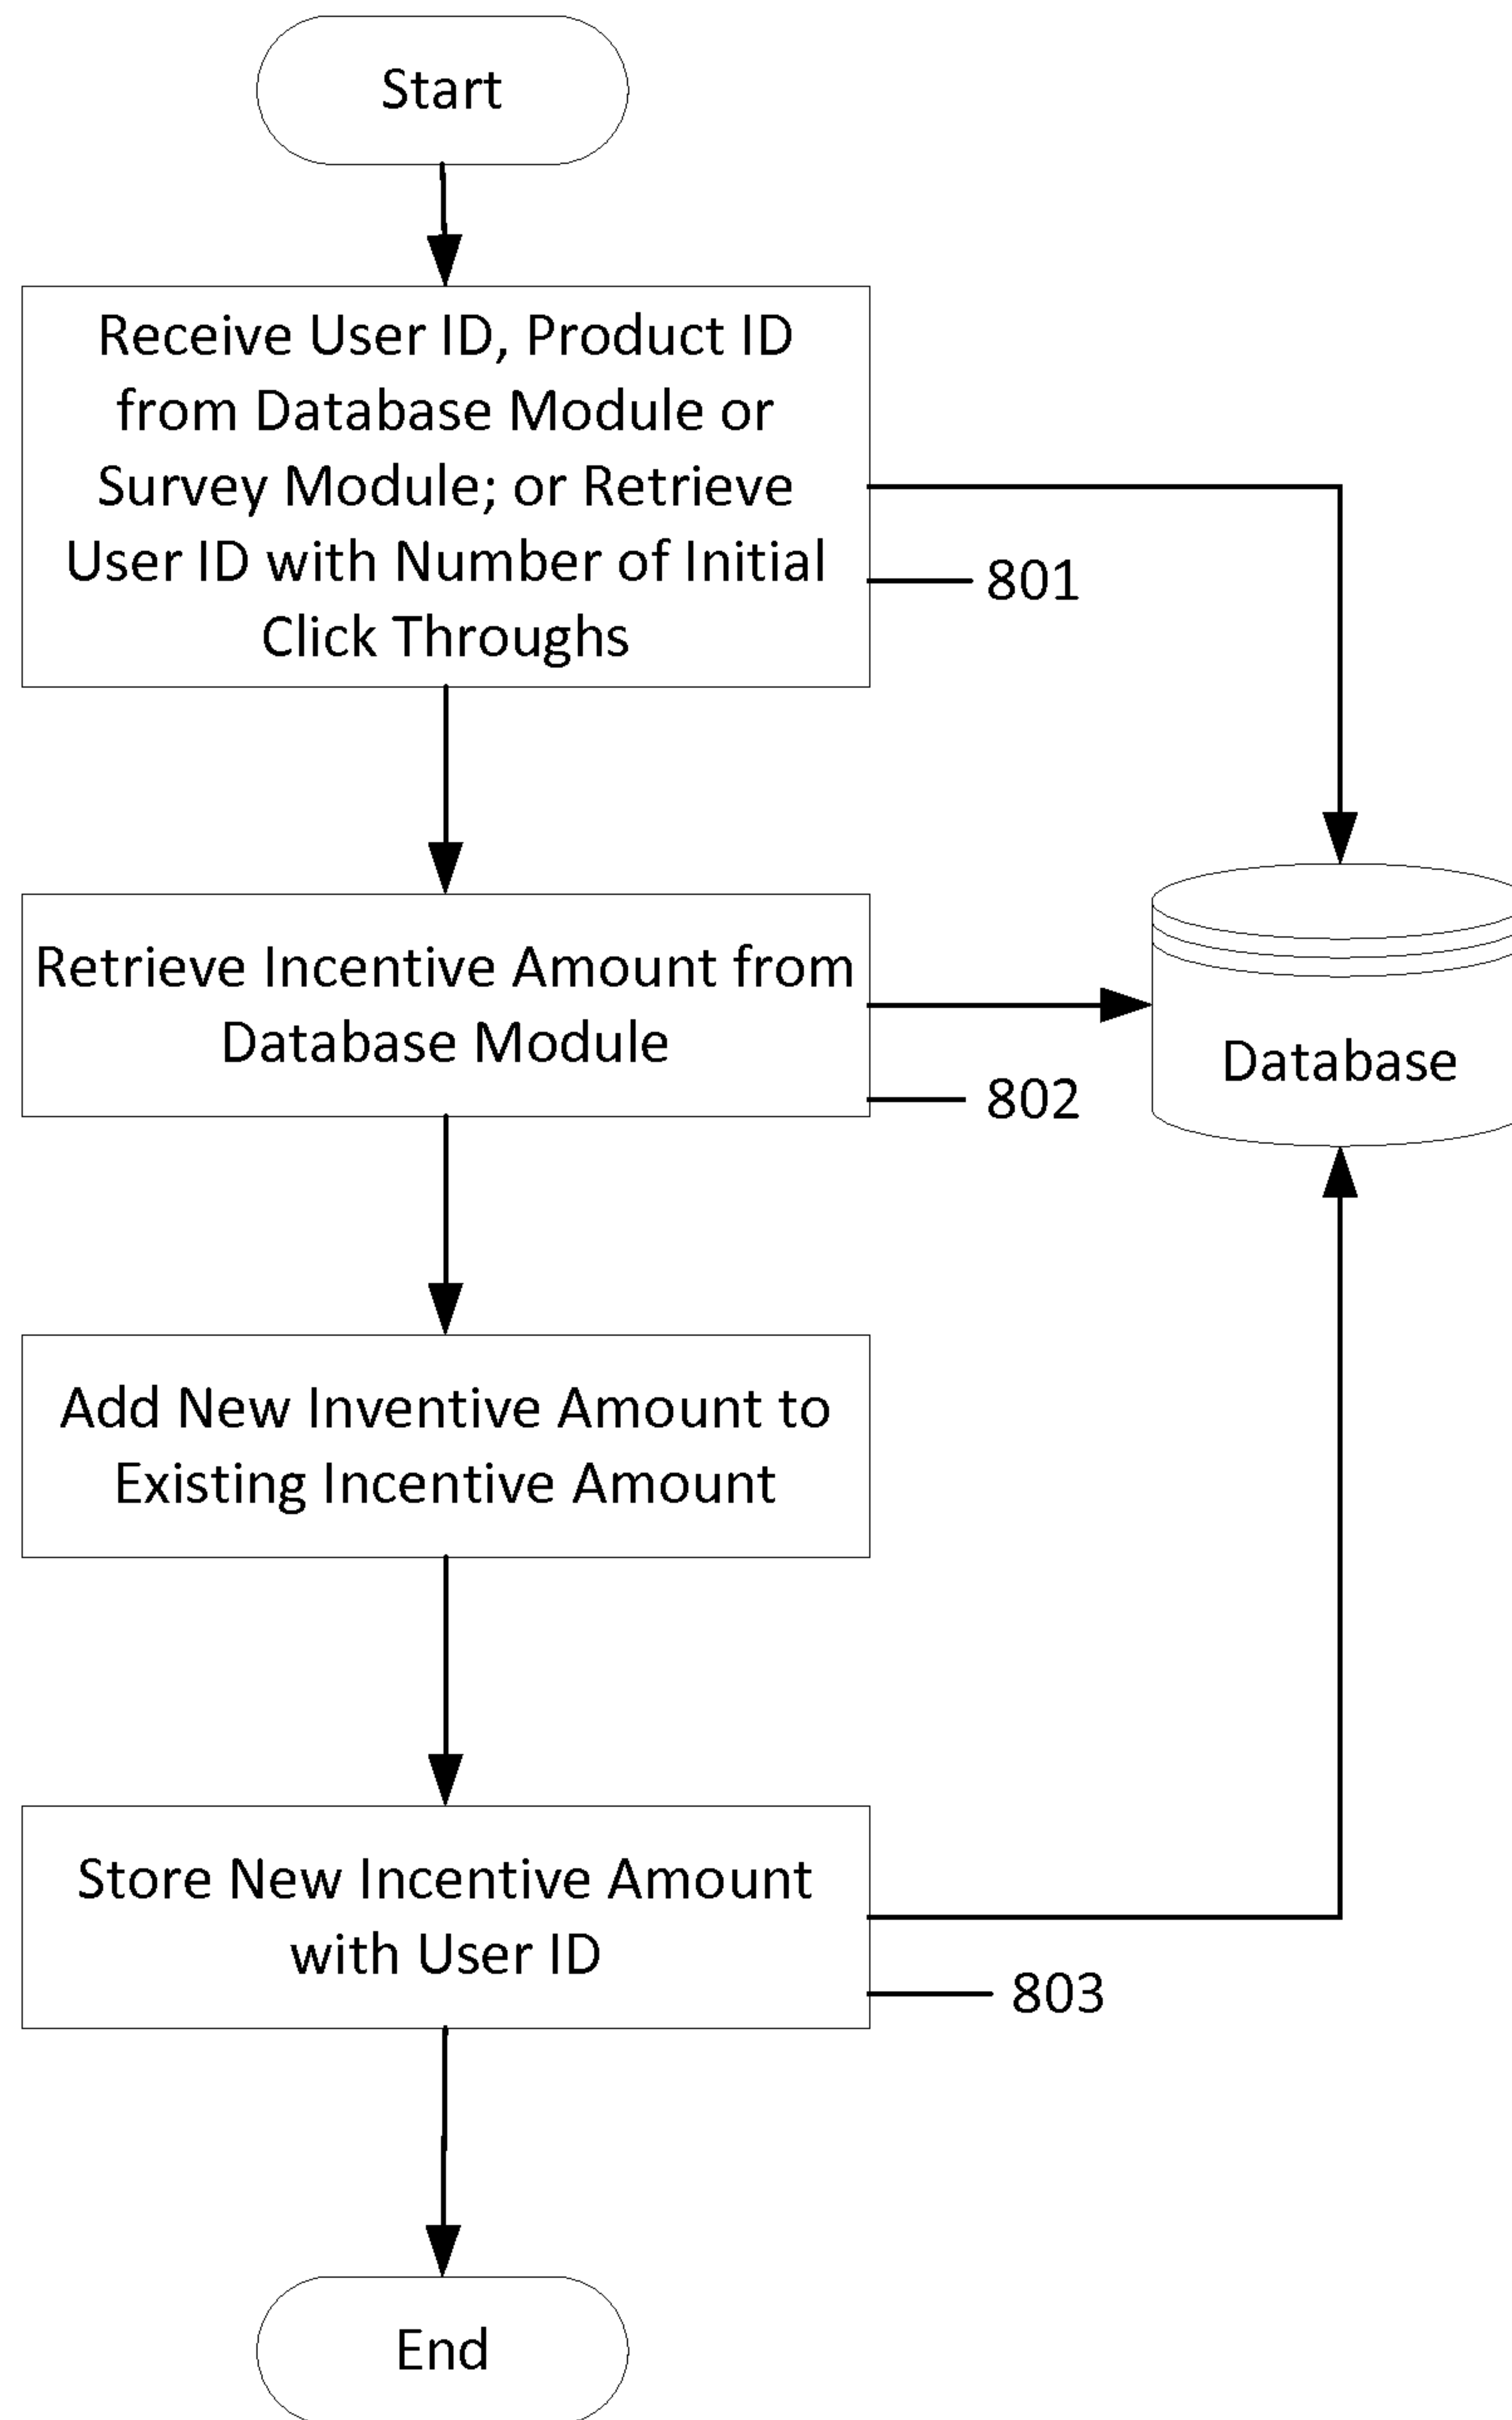 Start
Receive User ID, Product ID
from Database Module or
Survey Module; or Retrieve
User ID with Number of Initial
Click Throughs
801
Retrieve Incentive Amount from
Database Module
802
Database
Add New Inventive Amount to
Existing Incentive Amount
Store New Incentive Amount
with User ID
803
End